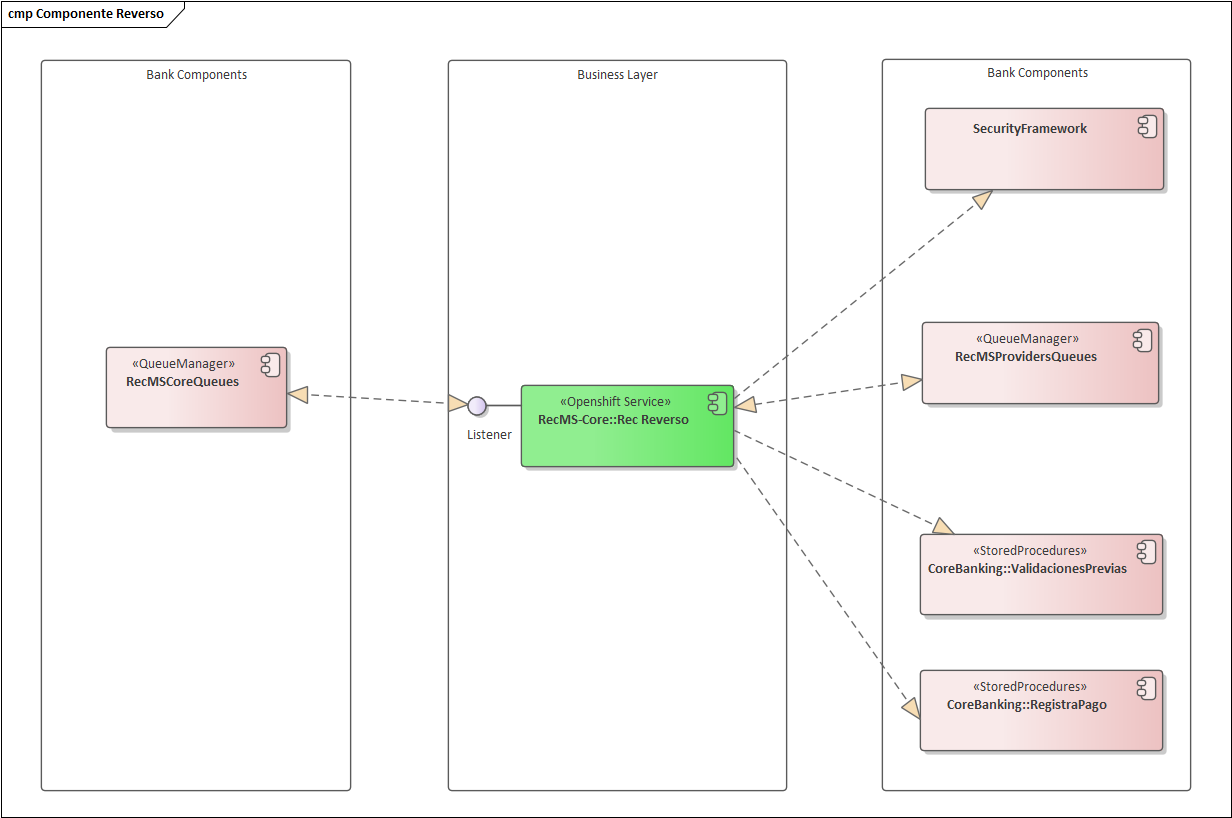 cmp Componente Reverso
Bank Components
«QueueManager»
RecMSCoreQueues
Business Layer
Listener
«Openshift Service»
RecMS-Core::Rec Reverso
Bank Components
SecurityFramework
«QueueManager»
RecMSProvidersQueues
«StoredProcedures»
CoreBanking::ValidacionesPrevias
«StoredProcedures»
CoreBanking::RegistraPago